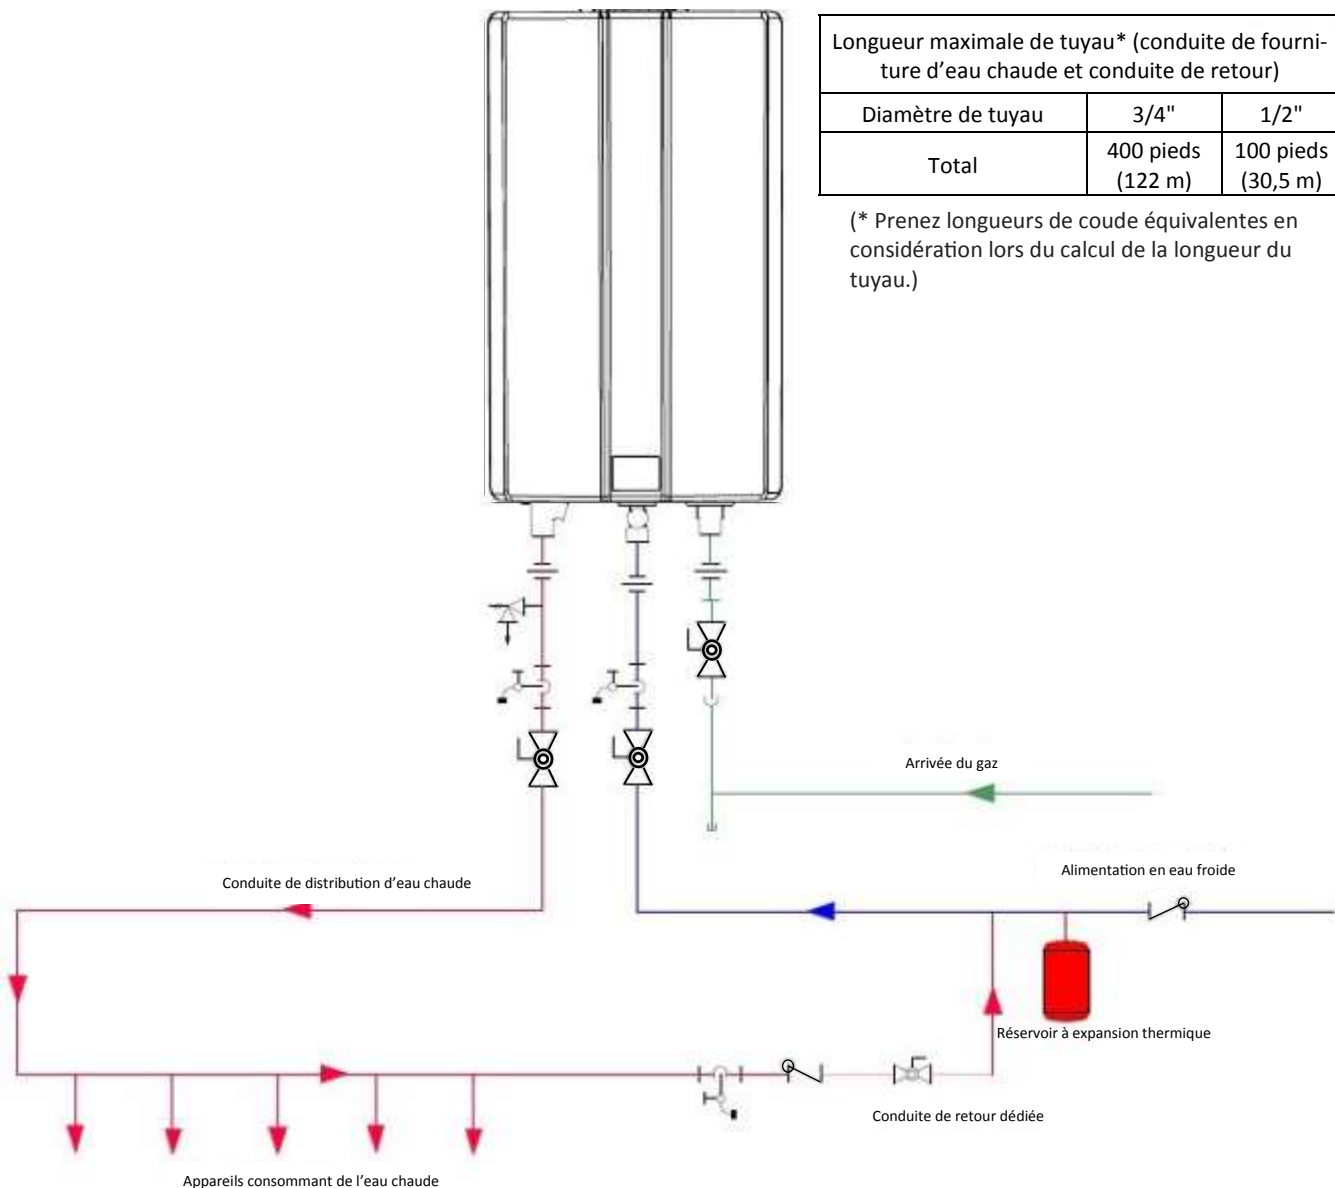 Longueur maximale de tuyau* (conduite de fourni-
ture d’eau chaude et conduite de retour)
Diamètre de tuyau 3/4" 1/2"
Total 400 pieds (122 m) 100 pieds (30,5 m)
(* Prenez longueurs de coude équivalentes en
considération lors du calcul de la longueur du
tuyau.)
Arrivée du gaz
Alimentation en eau froide
Conduite de distribution d’eau chaude
Réservoir à expansion thermique
Conduite de retour dédiée
Appareils consommant de l’eau chaude